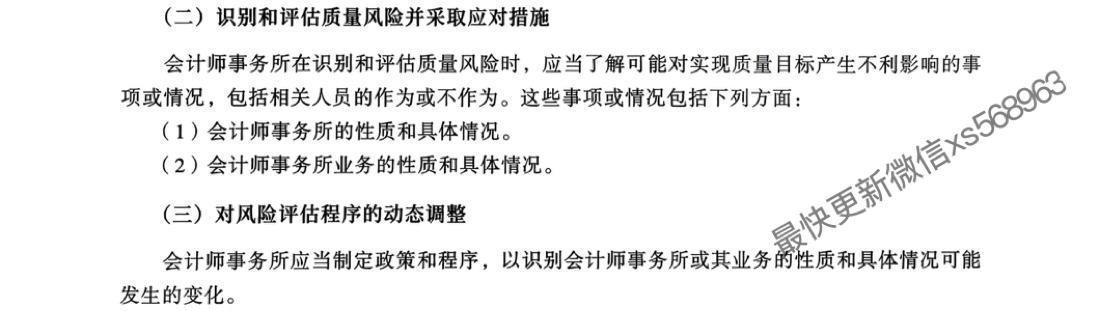 （二）识别和评估质量风险并采取应对措施
会计师事务所在识别和评估质量风险时，应当了解可能对实现质量目标产生不利影响的事
项或情况，包括相关人员的作为或不作为。这些事项或情况包括下列方面：
（1）会计师事务所的性质和具体情况。
（2）会计师事务所业务的性质和具体情况。
（三）对风险评估程序的动态调整
会计师事务所应当制定政策和程序，以识别会计师事务所或其业务的性质和具体情况可能
发生的变化。
最快更新微信xs568963